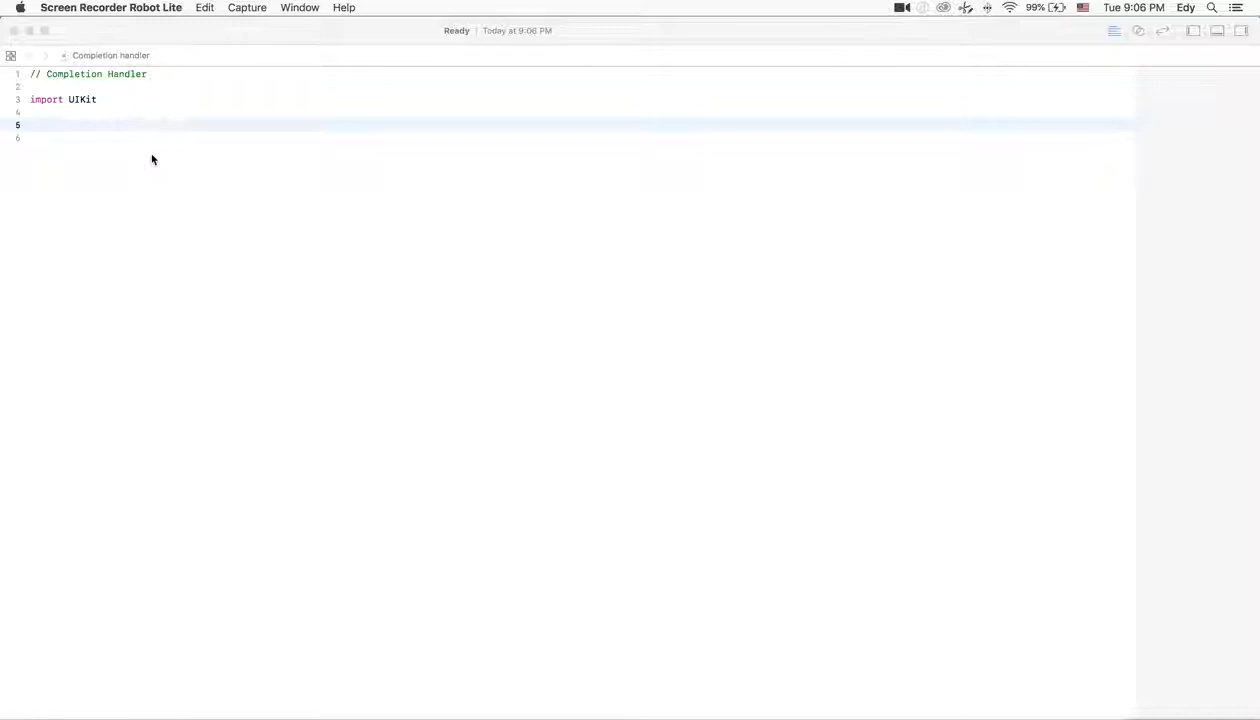 Screen Recorder Robot Lite Edit Capture Window Help 99% Tue 9:06 PM Edy
Ready | Today at 9:06 PM
Completion handler
1 // Completion Handler
2
3 import UIKit
4
5
6